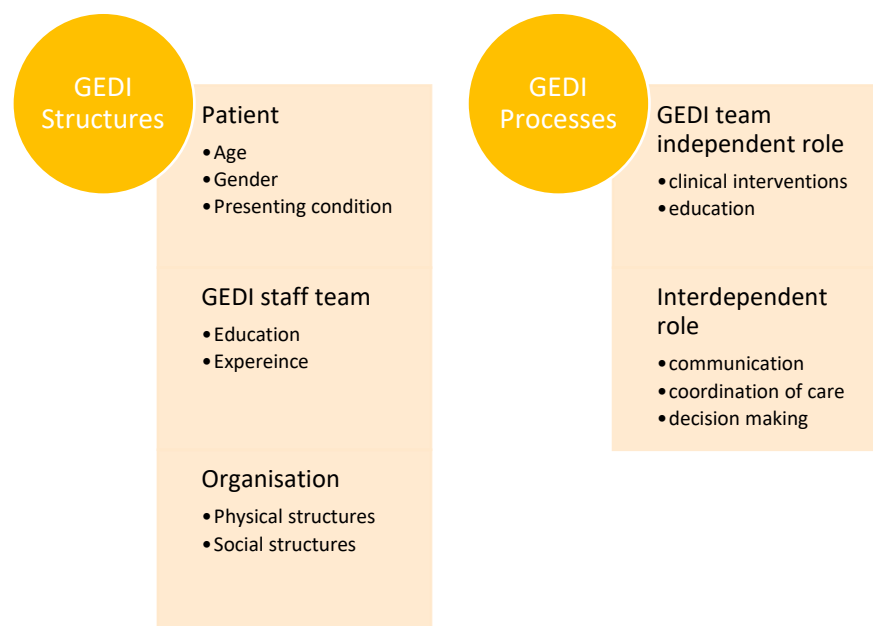 GEDI
Structures
Patient
•Age
•Gender
•Presenting condition
GEDI staff team
•Education
•Expereince
Organisation
•Physical structures
•Social structures
GEDI
Processes
GEDI team
independent role
•clinical interventions
•education
Interdependent
role
•communication
•coordination of care
•decision making